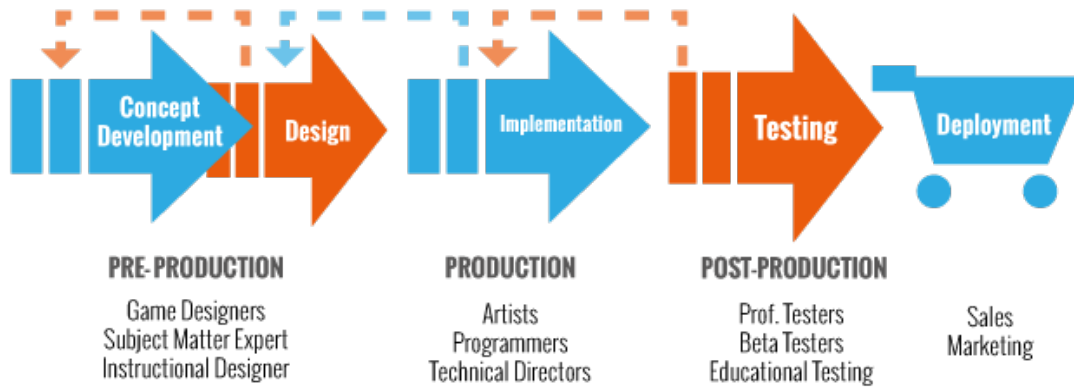 Concept
Development
Design
Implementation
Testing
Deployment
PRE- PRODUCTION
Game Designers
Subject Matter Expert
Instructional Designer
PRODUCTION
Artists
Programmers
Technical Directors
POST-PRODUCTION
Prof. Testers
Beta Testers
Educational Testing
Sales
Marketing